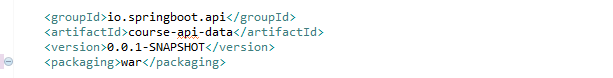 <groupId>io.springboot.api</groupId>
<artifactId>course-api-data</artifactId>
<version>0.0.1-SNAPSHOT</version>
<packaging>war</packaging>